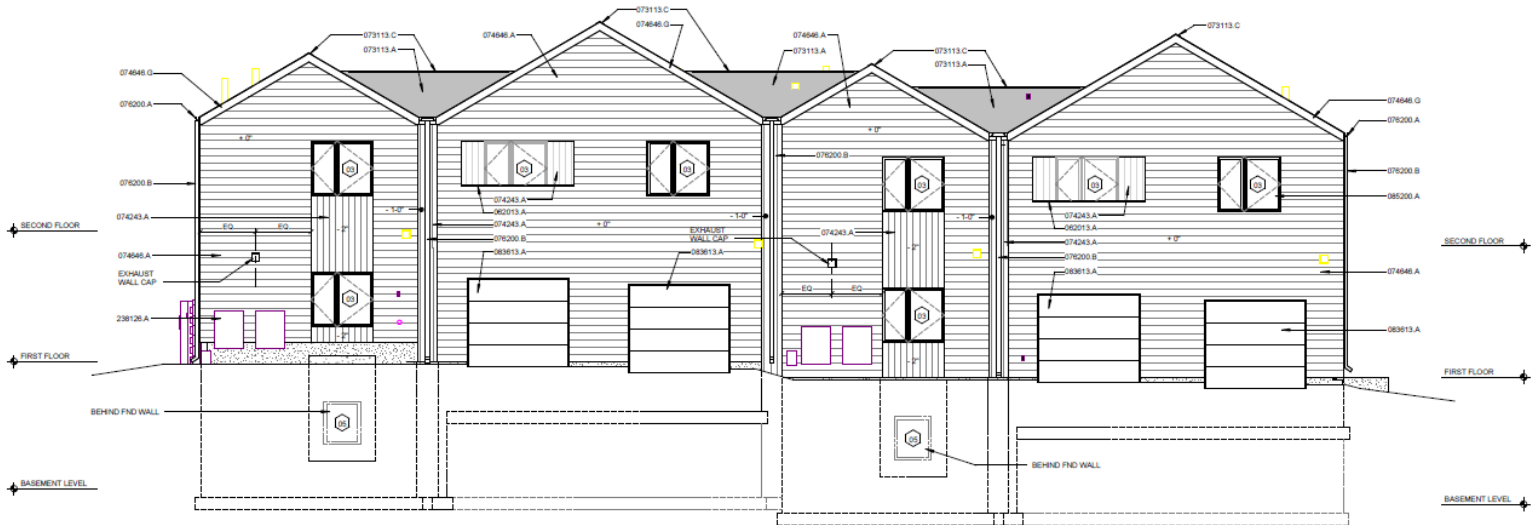 073113.C
073113.A
074646.A
073113.C
074646.G
074646.A
073113.A
073113.C
073113.A
073113.C
074646.G
076200.A
074646.G
076200.A
+ 0"
+ 0"
076200.B
076200.B
076200.B
085200.A
03
03
03
03
03
03
074243.A
062013.A
074243.A
076200.B
083613.A
- 1-0"
- 1-0"
- 1-0"
+ 0"
+ 0"
074243.A
062013.A
074243.A
076200.B
083613.A
074243.A
SECOND FLOOR
EQ
EQ
- 2"
EXHAUST
WALL CAP
083613.A
074243.A
- 2"
SECOND FLOOR
074646.A
EXHAUST
WALL CAP
074646.A
238126.A
03
- 2"
EQ
EQ
03
- 2"
083613.A
FIRST FLOOR
FIRST FLOOR
BEHIND FND WALL
05
05
BEHIND FND WALL
BASEMENT LEVEL
BASEMENT LEVEL